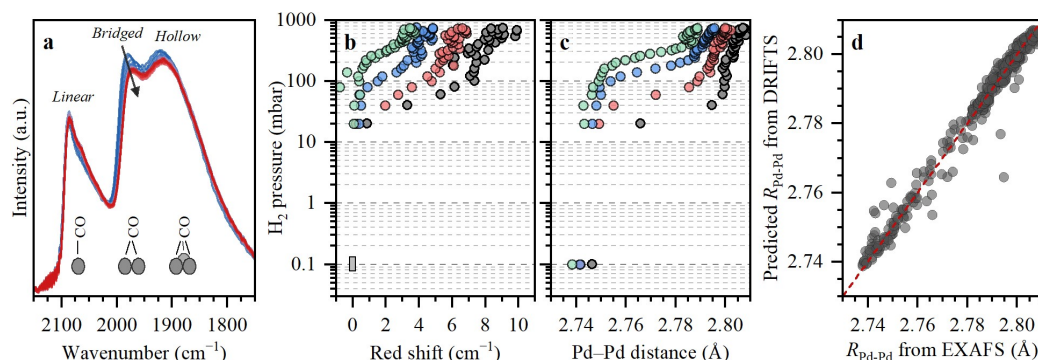 a
Bridged
Hollow
Linear
CO
CO
CO
Intensity (a.u.)
2100 2000 1900 1800
Wavenumber (cm⁻¹)
b
1000
100
10
1
0.1
H₂ pressure (mbar)
0 2 4 6 8 10
Red shift (cm⁻¹)
c
2.74 2.76 2.78 2.80
Pd–Pd distance (Å)
d
2.80
2.78
2.76
2.74
Predicted R_Pd-Pd from DRIFTS
2.74 2.76 2.78 2.80
R_Pd-Pd from EXAFS (Å)